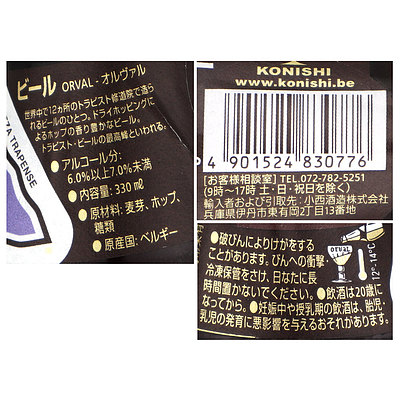 ビール ORVAL - オルヴァル
世界中で12ヵ所のトラピスト修道院で造ら
れるビールのひとつ。ドライホッピングに
よるホップの香り豊かなビール。
トラピスト・ビールの最高峰といわれる。
● アルコール分:
6.0%以上7.0%未満
● 内容量: 330㎖
● 原材料: 麦芽、ホップ、
糖類
● 原産国: ベルギー
ZA TRAPENSE
KONISHI
www.konishi.be
4 901524 830776
[お客様相談室] TEL.072-782-5251
(9時〜17時 土・日・祝日を除く)
輸入者および引取先 : 小西酒造株式会社
兵庫県伊丹市東有岡2丁目13番地
● 破びんによりけがをする
ことがあります。びんへの衝撃、
冷凍保管をさけ、日なたに長
時間置かないでください。● 飲酒は20歳に
なってから。● 妊娠中や授乳期の飲酒は、胎児・
乳児の発育に悪影響を与えるおそれがあります。
12°-14°C